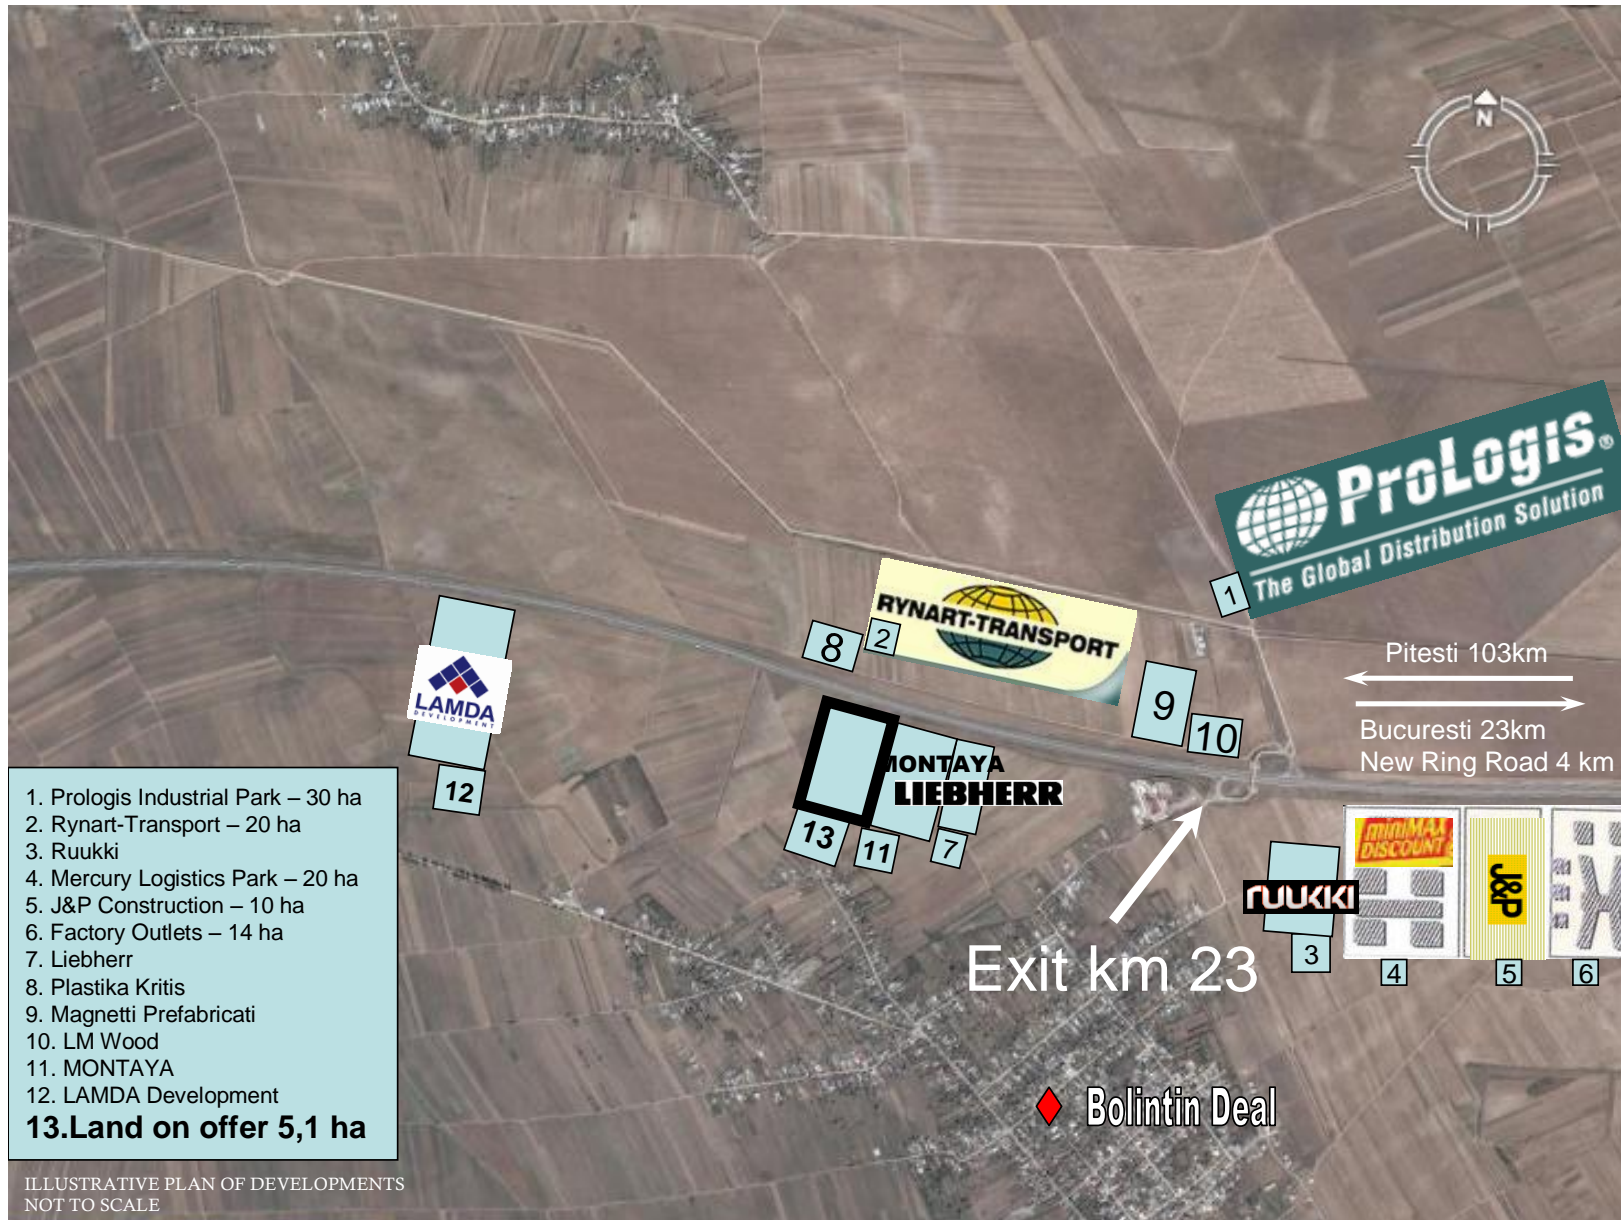 N
ProLogis®
The Global Distribution Solution
1
RYNART-TRANSPORT
8
2
Pitesti 103km
9
10
Bucuresti 23km
New Ring Road 4 km
LAMDA
DEVELOPMENT
12
MONTAYA
LIEBHERR
13
11
7
miniMAX
DISCOUNT
J&P
ruukki
3
4
5
6
Exit km 23
Bolintin Deal
1. Prologis Industrial Park – 30 ha
2. Rynart-Transport – 20 ha
3. Ruukki
4. Mercury Logistics Park – 20 ha
5. J&P Construction – 10 ha
6. Factory Outlets – 14 ha
7. Liebherr
8. Plastika Kritis
9. Magnetti Prefabricati
10. LM Wood
11. MONTAYA
12. LAMDA Development
13.Land on offer 5,1 ha
ILLUSTRATIVE PLAN OF DEVELOPMENTS
NOT TO SCALE